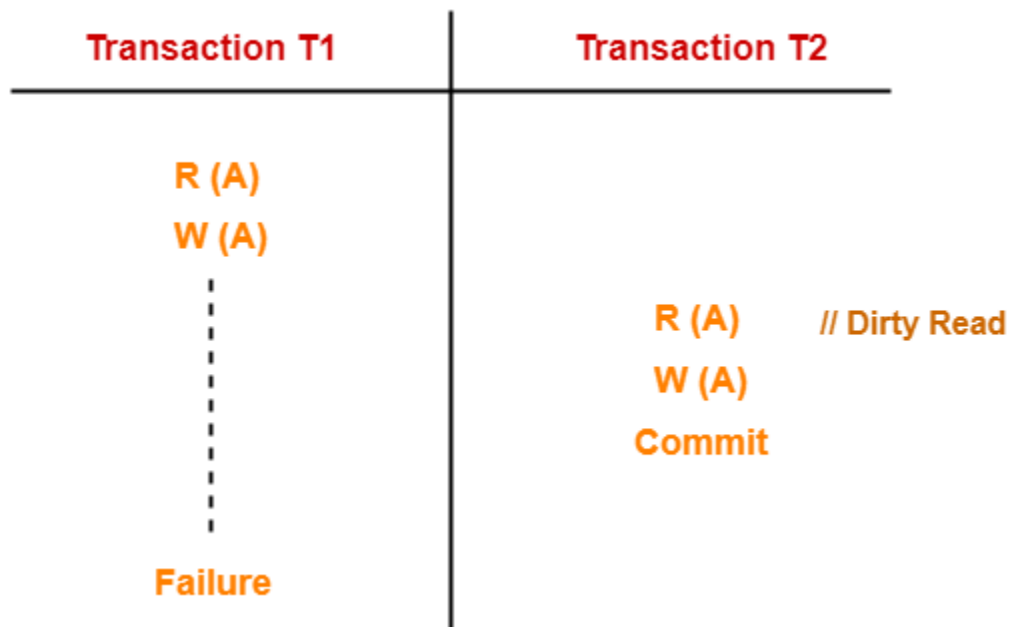 Transaction T1 Transaction T2
R (A)
W (A)
R (A) // Dirty Read
W (A)
Commit
Failure